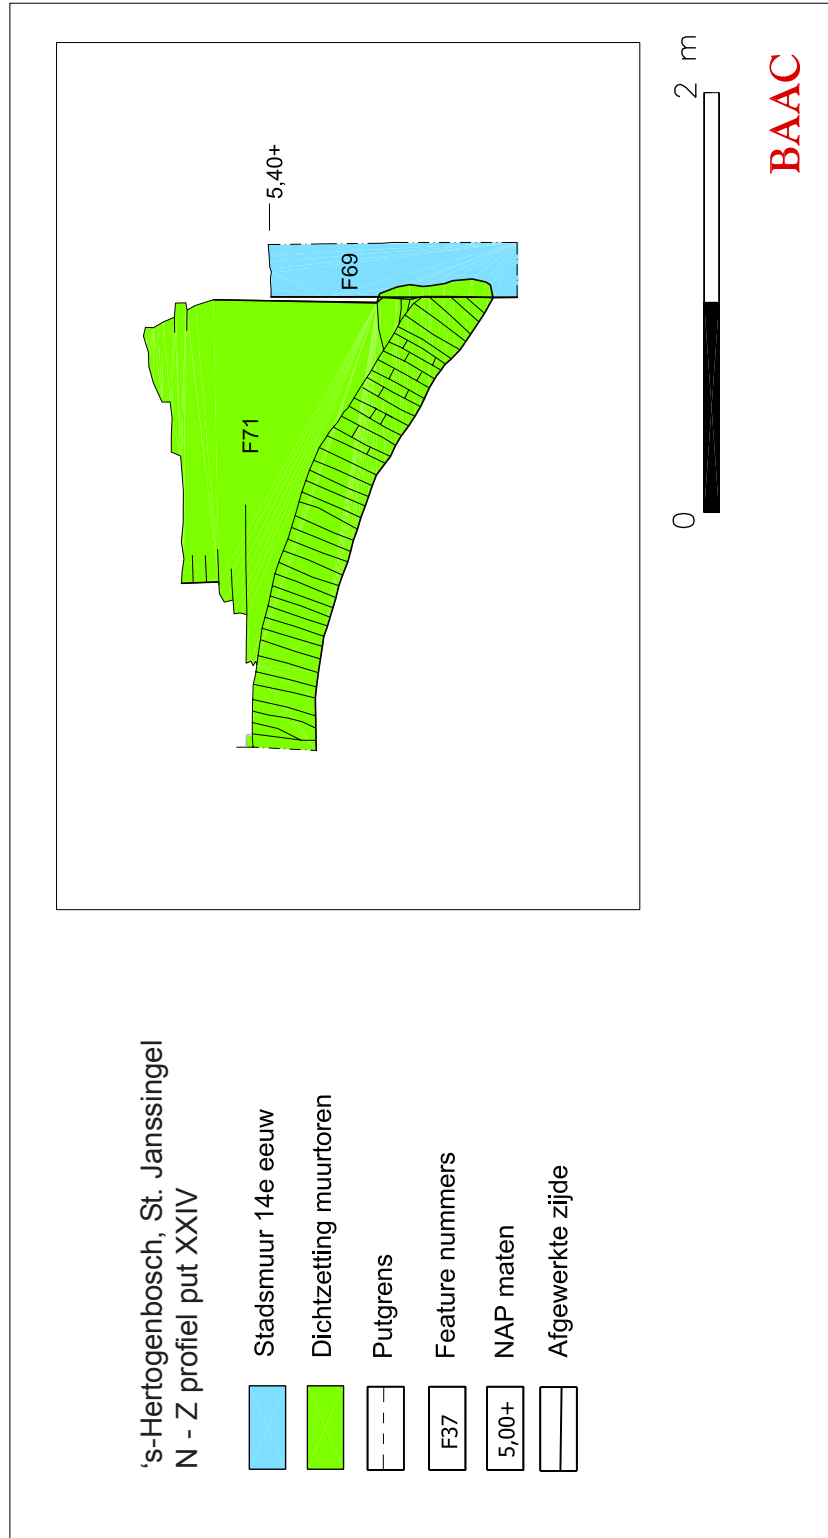 's-Hertogenbosch, St. Janssingel
N - Z profiel put XXIV
Stadsmuur 14e eeuw
Dichtzetting muurtoren
Putgrens
F37 Feature nummers
5,00+ NAP maten
Afgewerkte zijde
F71
F69
5,40+
0 2 m
BAAC